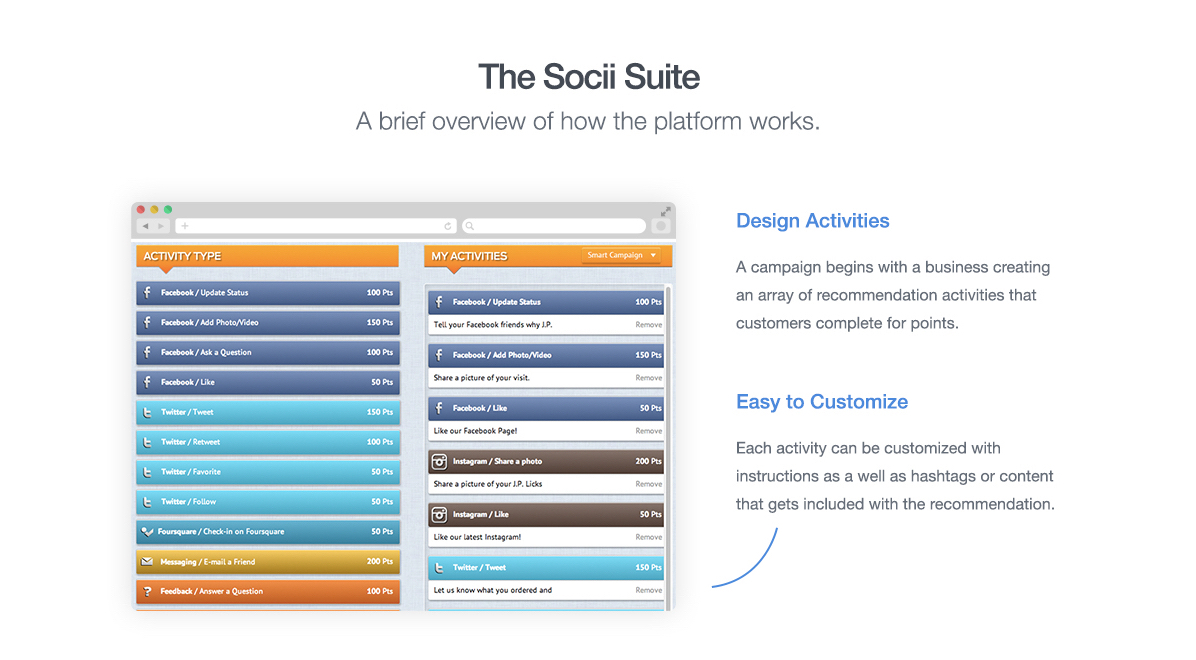 The Socii Suite
A brief overview of how the platform works.
ACTIVITY TYPE
Facebook / Update Status 100 Pts
Facebook / Add Photo/Video 150 Pts
Facebook / Ask a Question 100 Pts
Facebook / Like 50 Pts
Twitter / Tweet 150 Pts
Twitter / Retweet 100 Pts
Twitter / Favorite 50 Pts
Twitter / Follow 50 Pts
Foursquare / Check-in on Foursquare 50 Pts
Messaging / E-mail a Friend 200 Pts
Feedback / Answer a Question 100 Pts
MY ACTIVITIES Smart Campaign
Facebook / Update Status 100 Pts
Tell your Facebook friends why J.P. Remove
Facebook / Add Photo/Video 150 Pts
Share a picture of your visit. Remove
Facebook / Like 50 Pts
Like our Facebook Page! Remove
Instagram / Share a photo 200 Pts
Share a picture of your J.P. Licks Remove
Instagram / Like 50 Pts
Like our latest Instagram! Remove
Twitter / Tweet 150 Pts
Let us know what you ordered and Remove
Design Activities
A campaign begins with a business creating
an array of recommendation activities that
customers complete for points.
Easy to Customize
Each activity can be customized with
instructions as a well as hashtags or content
that gets included with the recommendation.